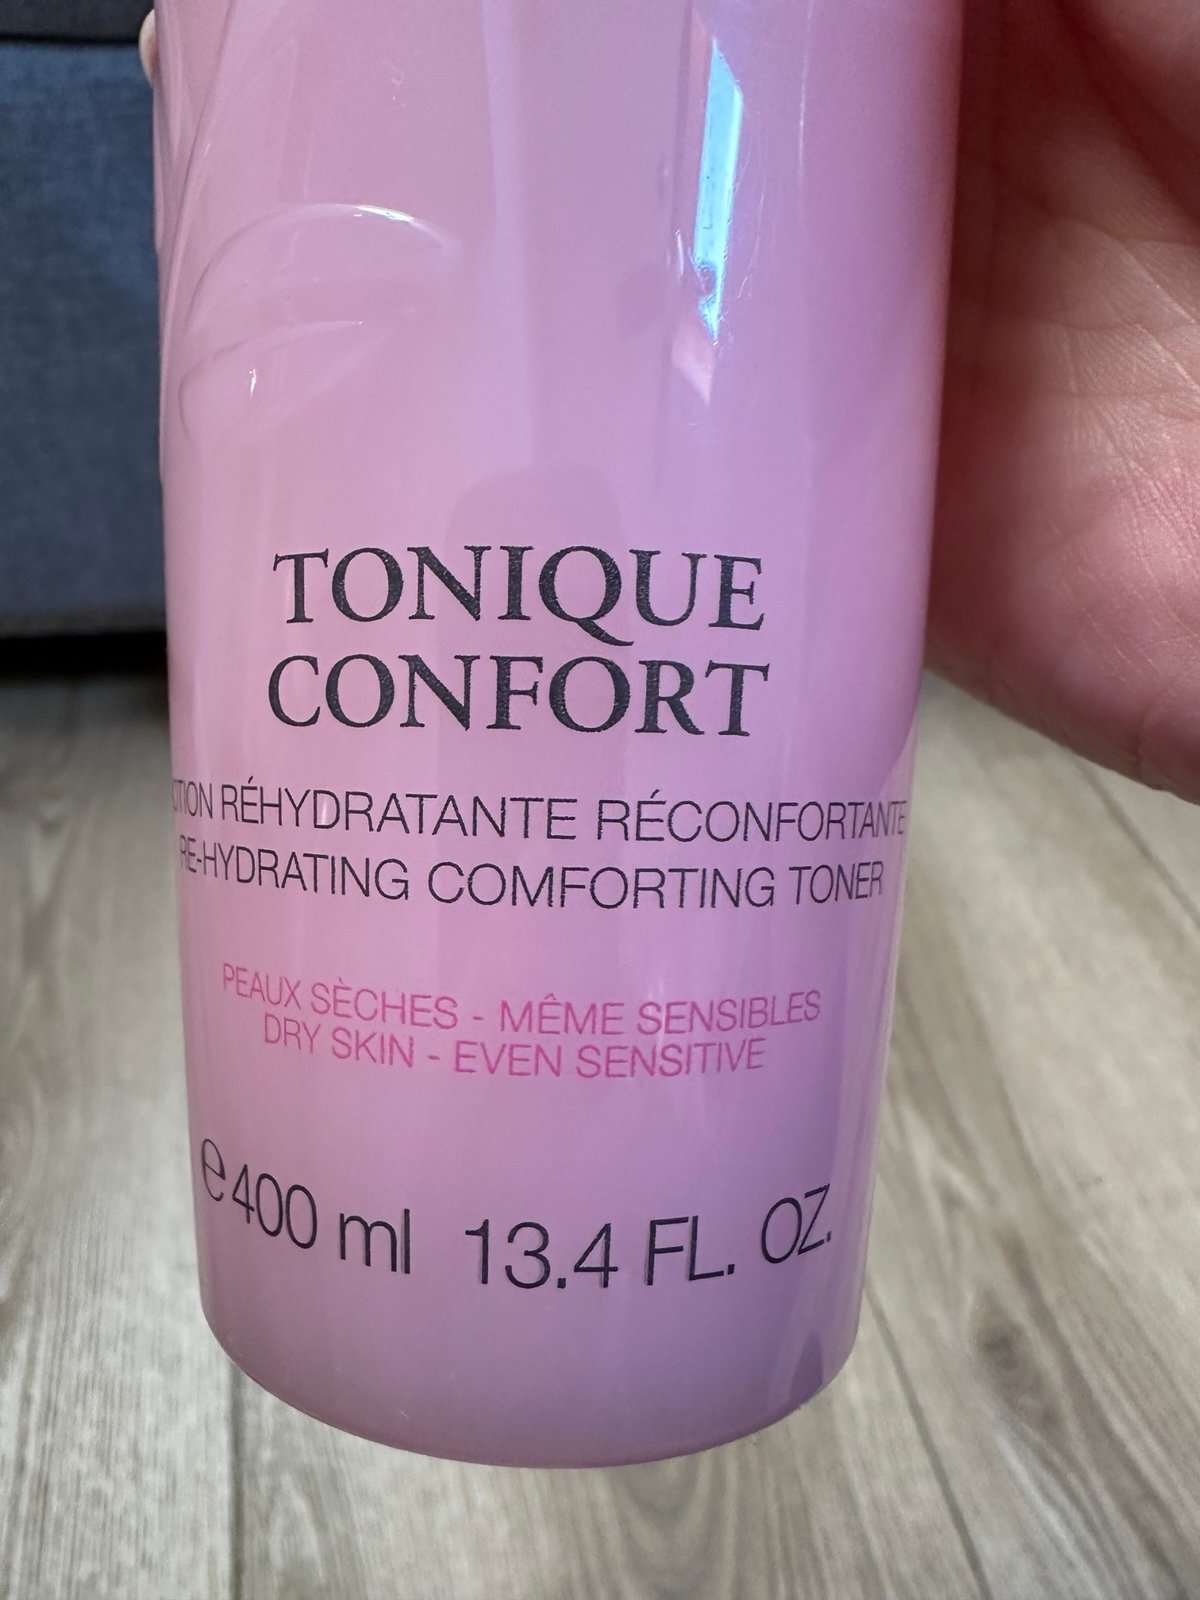 TONIQUE
CONFORT
LOTION RÉHYDRATANTE RÉCONFORTANTE
RE-HYDRATING COMFORTING TONER
PEAUX SÈCHES - MÊME SENSIBLES
DRY SKIN - EVEN SENSITIVE
℮ 400 ml 13.4 FL. OZ.